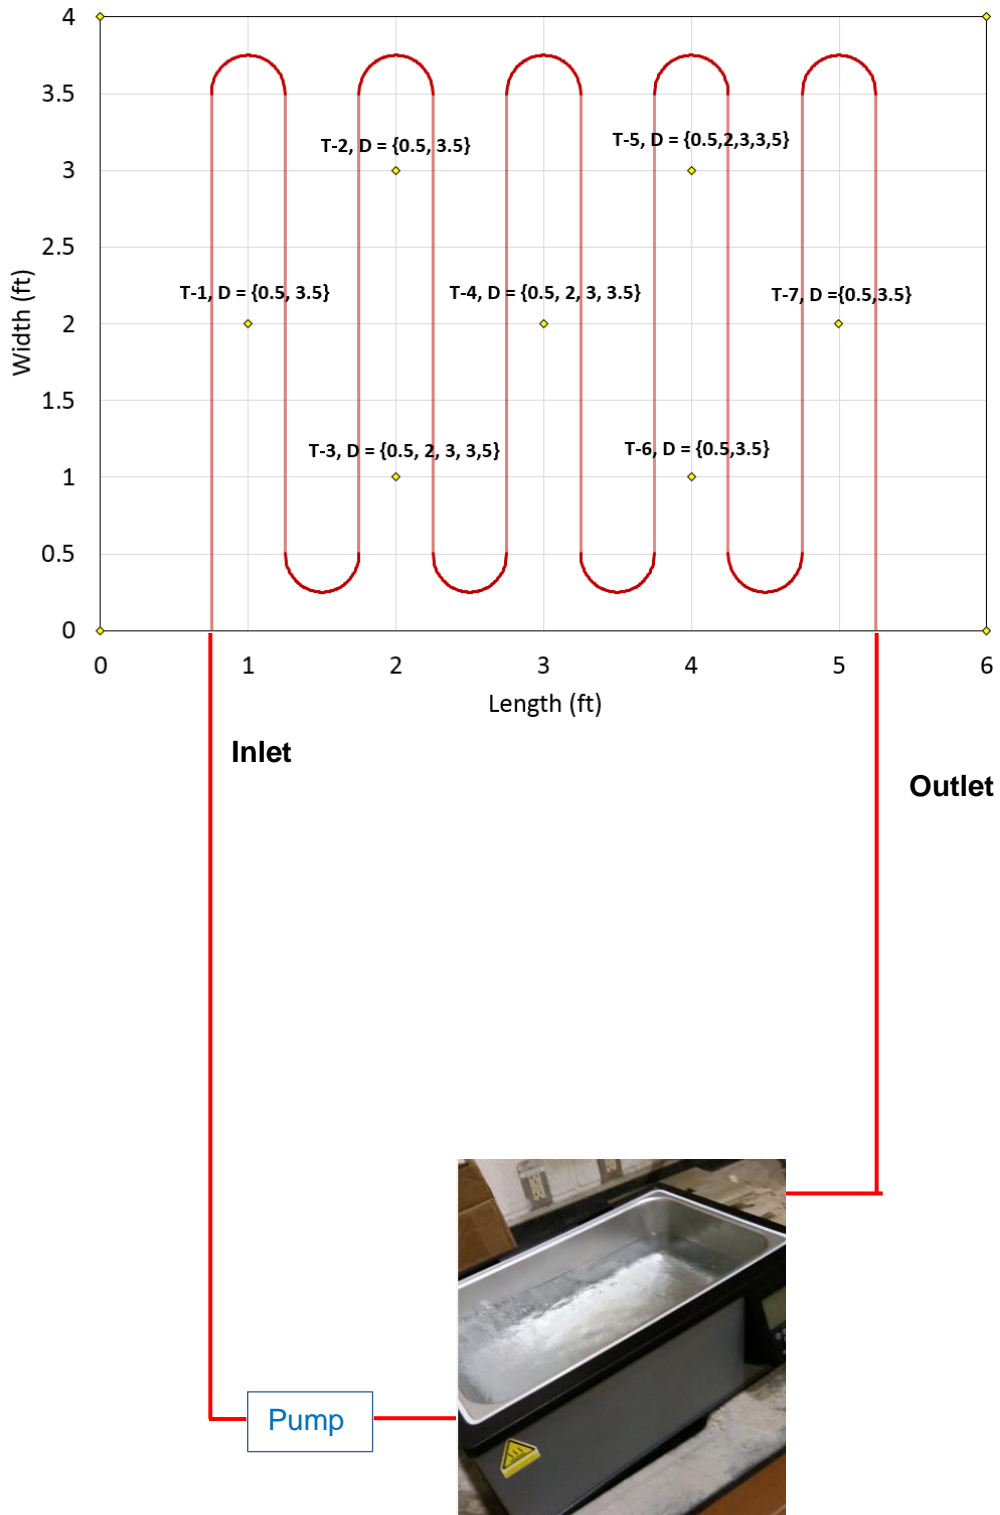 4
3.5
T-2, D = {0.5, 3.5}
T-5, D = {0.5,2,3,3,5}
3
2.5
T-1, D = {0.5, 3.5}
T-4, D = {0.5, 2, 3, 3.5}
T-7, D ={0.5,3.5}
2
Width (ft)
1.5
T-3, D = {0.5, 2, 3, 3,5}
T-6, D = {0.5,3.5}
1
0.5
0
0 1 2 3 4 5 6
Length (ft)
Inlet
Outlet
Pump